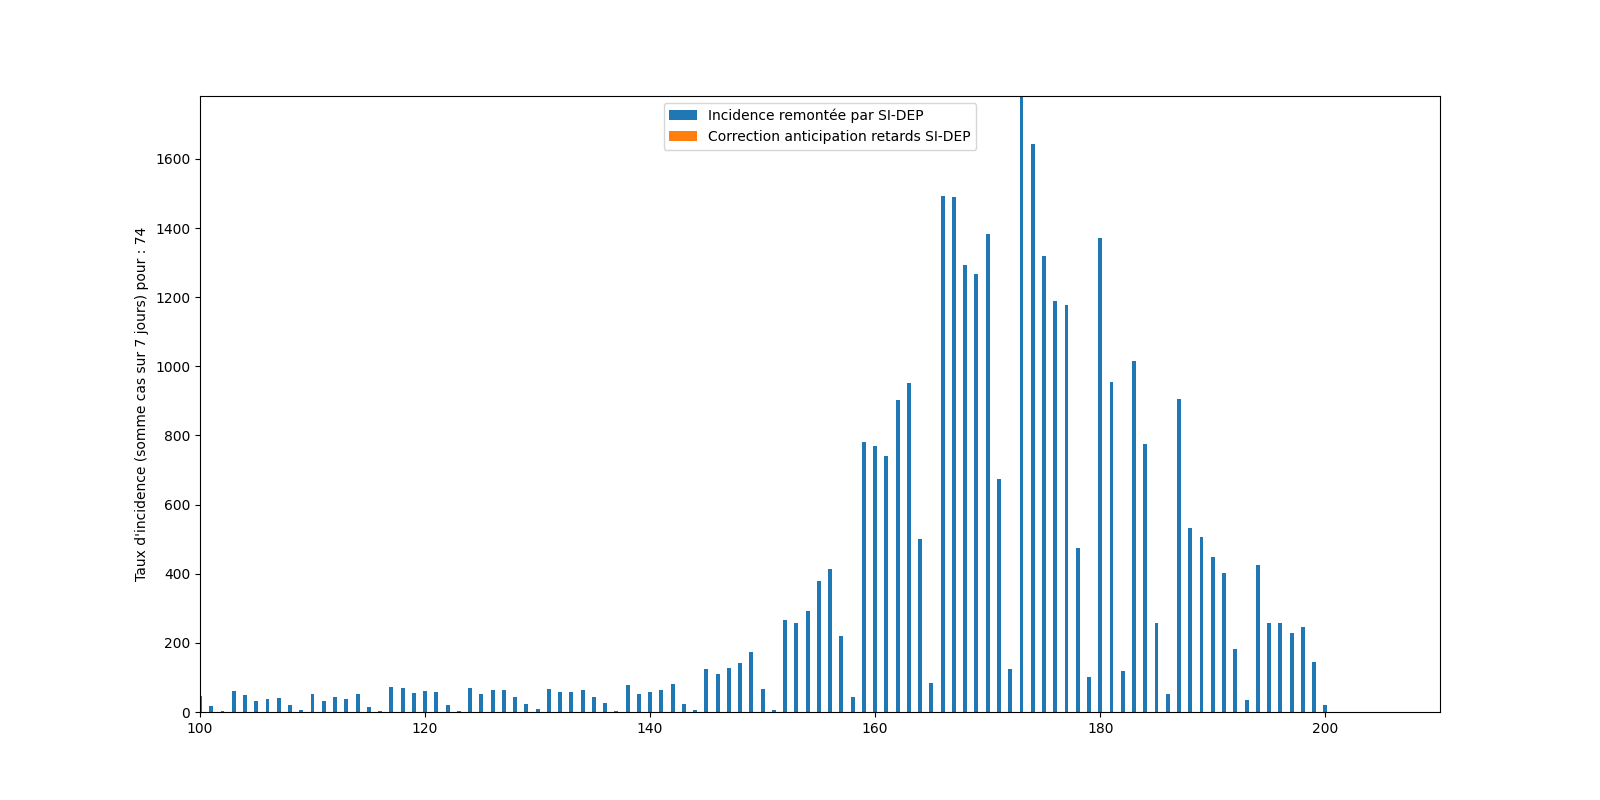 Incidence remontée par SI-DEP
Correction anticipation retards SI-DEP
Taux d'incidence (somme cas sur 7 jours) pour : 74
1600
1400
1200
1000
800
600
400
200
0
100 120 140 160 180 200